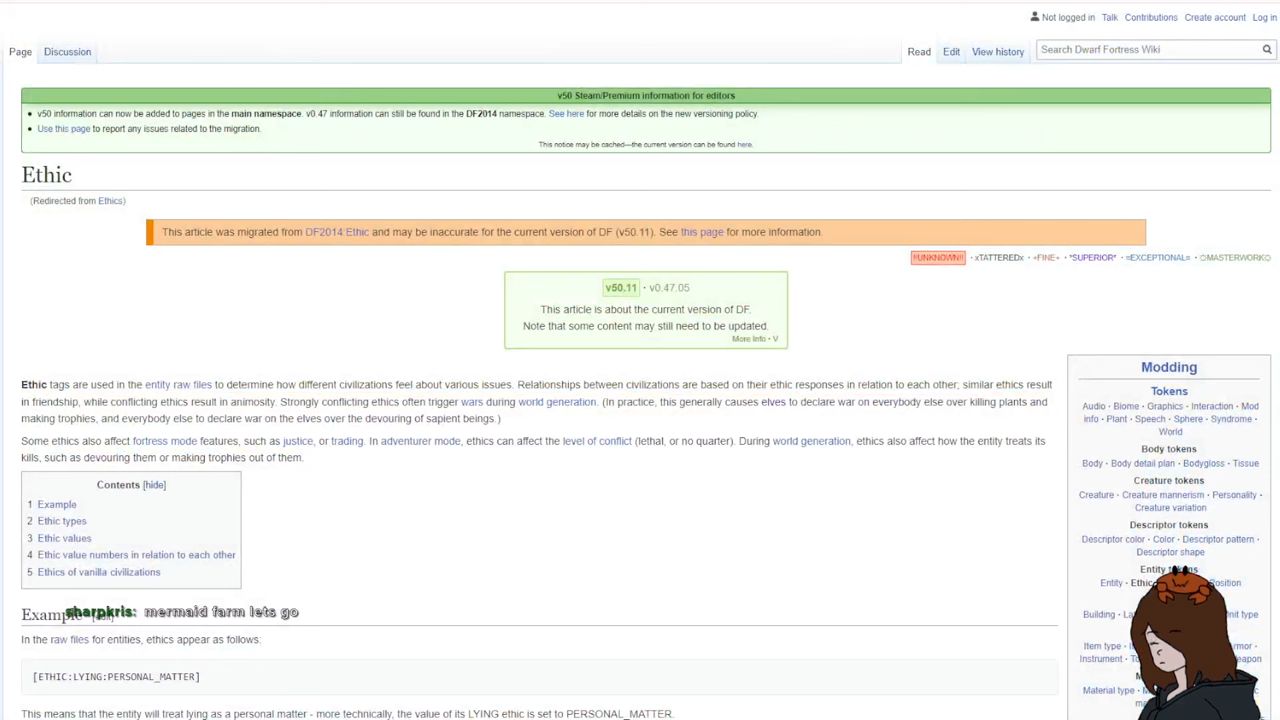 Not logged in Talk Contributions Create account Log in
Page Discussion Read Edit View history Search Dwarf Fortress Wiki
v50 Steam/Premium information for editors
v50 information can now be added to pages in the main namespace. v0.47 information can still be found in the DF2014 namespace. See here for more details on the new versioning policy.
Use this page to report any issues related to the migration.
This notice may be cached—the current version can be found here.
Ethic
(Redirected from Ethics)
This article was migrated from DF2014:Ethic and may be inaccurate for the current version of DF (v50.11). See this page for more information.
‼UNKNOWN‼ · xTATTEREDx · +FINE+ · *SUPERIOR* · ≡EXCEPTIONAL≡ · ☼MASTERWORK☼
v50.11 · v0.47.05
This article is about the current version of DF.
Note that some content may still need to be updated.
More Info · V
Ethic tags are used in the entity raw files to determine how different civilizations feel about various issues. Relationships between civilizations are based on their ethic responses in relation to each other; similar ethics result
in friendship, while conflicting ethics result in animosity. Strongly conflicting ethics often trigger wars during world generation. (In practice, this generally causes elves to declare war on everybody else over killing plants and
making trophies, and everybody else to declare war on the elves over the devouring of sapient beings.)
Some ethics also affect fortress mode features, such as justice, or trading. In adventurer mode, ethics can affect the level of conflict (lethal, or no quarter). During world generation, ethics also affect how the entity treats its
kills, such as devouring them or making trophies out of them.
Contents [hide]
1 Example
2 Ethic types
3 Ethic values
4 Ethic value numbers in relation to each other
5 Ethics of vanilla civilizations
Example
sharpkris: mermaid farm lets go
In the raw files for entities, ethics appear as follows:
[ETHIC:LYING:PERSONAL_MATTER]
This means that the entity will treat lying as a personal matter - more technically, the value of its LYING ethic is set to PERSONAL_MATTER.
Modding
Tokens
Audio · Biome · Graphics · Interaction · Mod
info · Plant · Speech · Sphere · Syndrome ·
World
Body tokens
Body · Body detail plan · Bodygloss · Tissue
Creature tokens
Creature · Creature mannerism · Personality ·
Creature variation
Descriptor tokens
Descriptor color · Color · Descriptor pattern ·
Descriptor shape
Entity
Entity · Ethic
Building
Item type
Instrument
Material type